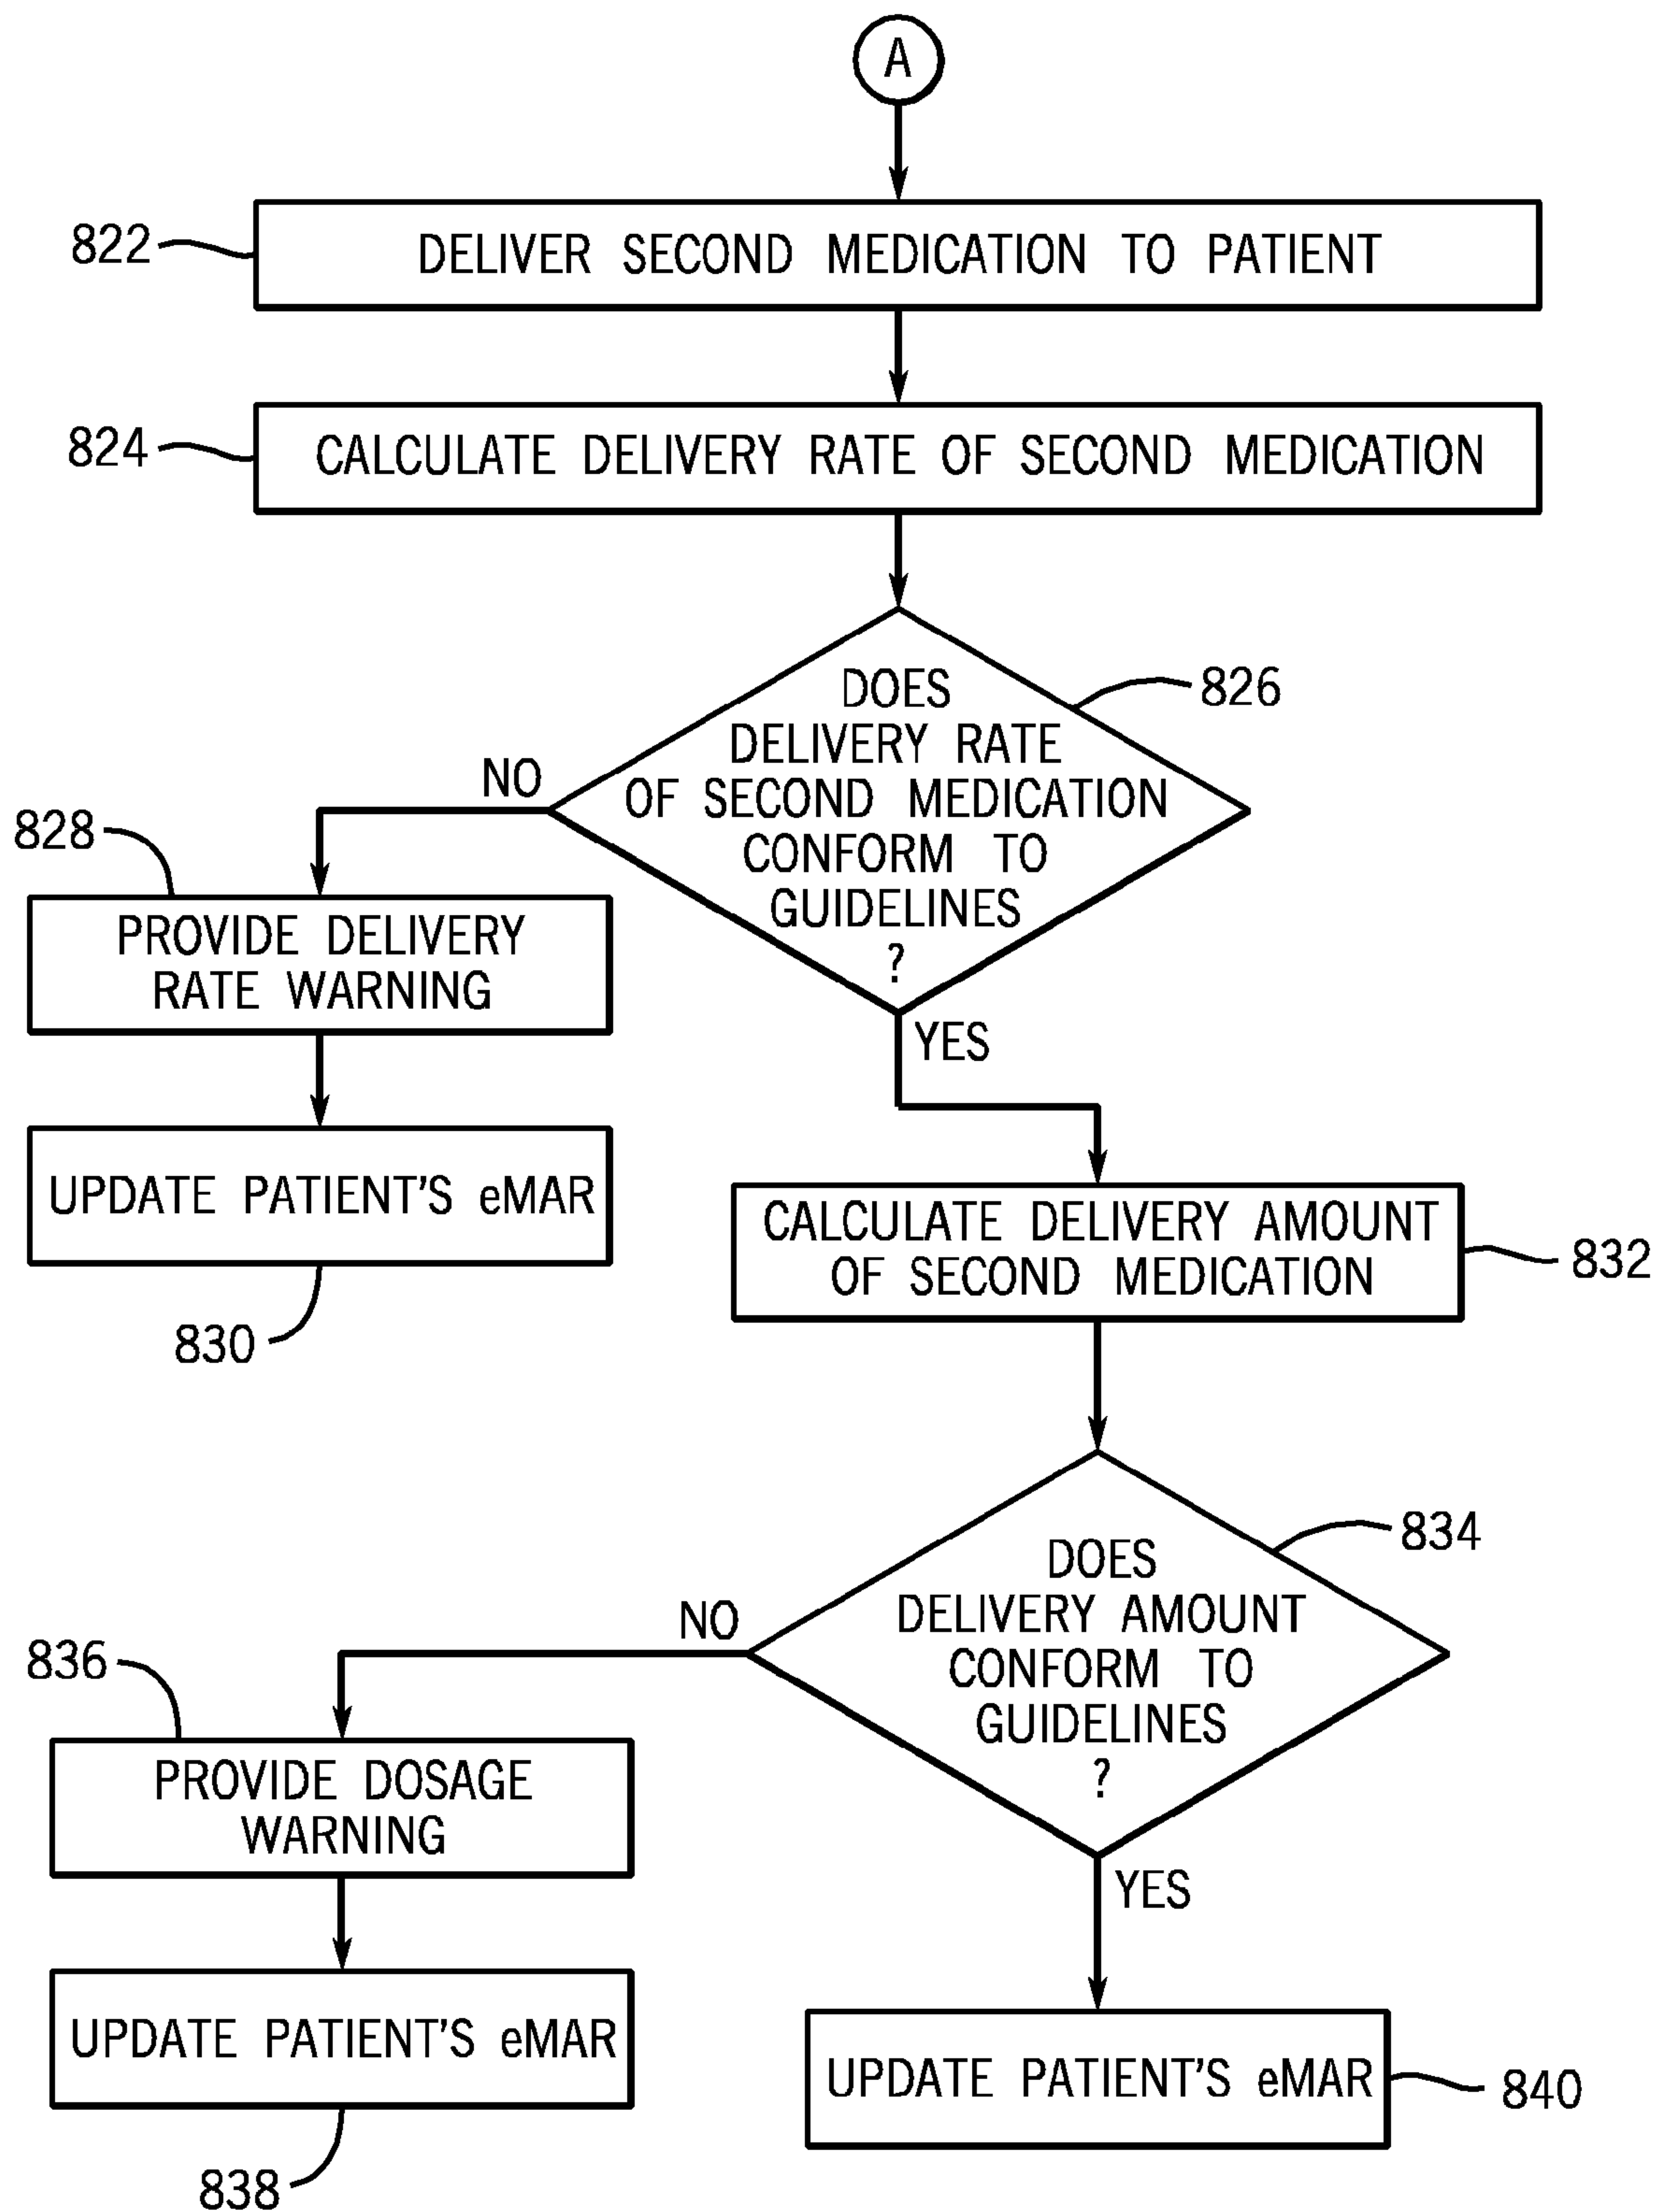 A
822
DELIVER SECOND MEDICATION TO PATIENT
824
CALCULATE DELIVERY RATE OF SECOND MEDICATION
826
DOES
DELIVERY RATE
OF SECOND MEDICATION
CONFORM TO
GUIDELINES
?
NO
YES
828
PROVIDE DELIVERY
RATE WARNING
UPDATE PATIENT'S eMAR
830
CALCULATE DELIVERY AMOUNT
OF SECOND MEDICATION
832
834
DOES
DELIVERY AMOUNT
CONFORM TO
GUIDELINES
?
NO
YES
836
PROVIDE DOSAGE
WARNING
UPDATE PATIENT'S eMAR
838
UPDATE PATIENT'S eMAR
840